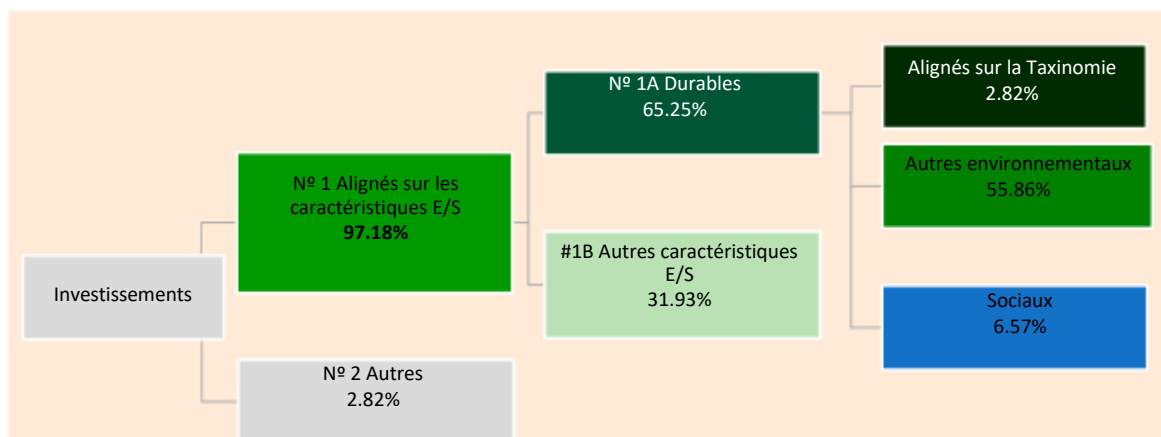 Investissements
Nº 1 Alignés sur les
caractéristiques E/S
97.18%
Nº 2 Autres
2.82%
Nº 1A Durables
65.25%
#1B Autres caractéristiques
E/S
31.93%
Alignés sur la Taxinomie
2.82%
Autres environnementaux
55.86%
Sociaux
6.57%